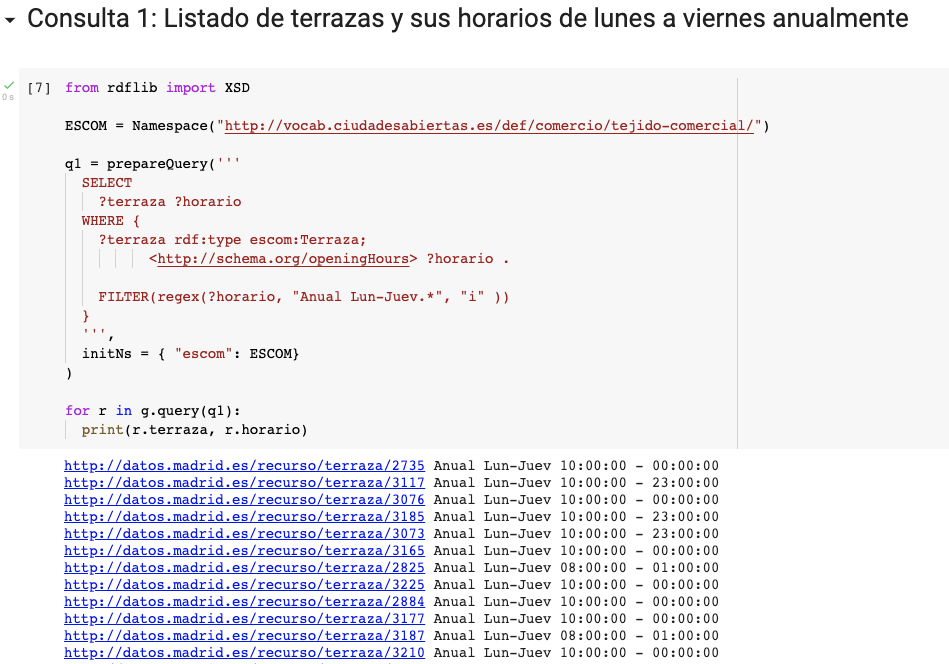 Consulta 1: Listado de terrazas y sus horarios de lunes a viernes anualmente
[7] from rdflib import XSD
0 s
ESCOM = Namespace("http://vocab.ciudadesabiertas.es/def/comercio/tejido-comercial/")
q1 = prepareQuery('''
SELECT
?terraza ?horario
WHERE {
?terraza rdf:type escom:Terraza;
<http://schema.org/openingHours> ?horario .
FILTER(regex(?horario, "Anual Lun-Juev.*", "i" ))
}
''',
initNs = { "escom": ESCOM}
)
for r in g.query(q1):
print(r.terraza, r.horario)
http://datos.madrid.es/recurso/terraza/2735 Anual Lun-Juev 10:00:00 - 00:00:00
http://datos.madrid.es/recurso/terraza/3117 Anual Lun-Juev 10:00:00 - 23:00:00
http://datos.madrid.es/recurso/terraza/3076 Anual Lun-Juev 10:00:00 - 00:00:00
http://datos.madrid.es/recurso/terraza/3185 Anual Lun-Juev 10:00:00 - 23:00:00
http://datos.madrid.es/recurso/terraza/3073 Anual Lun-Juev 10:00:00 - 23:00:00
http://datos.madrid.es/recurso/terraza/3165 Anual Lun-Juev 10:00:00 - 00:00:00
http://datos.madrid.es/recurso/terraza/2825 Anual Lun-Juev 08:00:00 - 01:00:00
http://datos.madrid.es/recurso/terraza/3225 Anual Lun-Juev 10:00:00 - 00:00:00
http://datos.madrid.es/recurso/terraza/2884 Anual Lun-Juev 10:00:00 - 00:00:00
http://datos.madrid.es/recurso/terraza/3177 Anual Lun-Juev 10:00:00 - 00:00:00
http://datos.madrid.es/recurso/terraza/3187 Anual Lun-Juev 08:00:00 - 01:00:00
http://datos.madrid.es/recurso/terraza/3210 Anual Lun-Juev 10:00:00 - 00:00:00